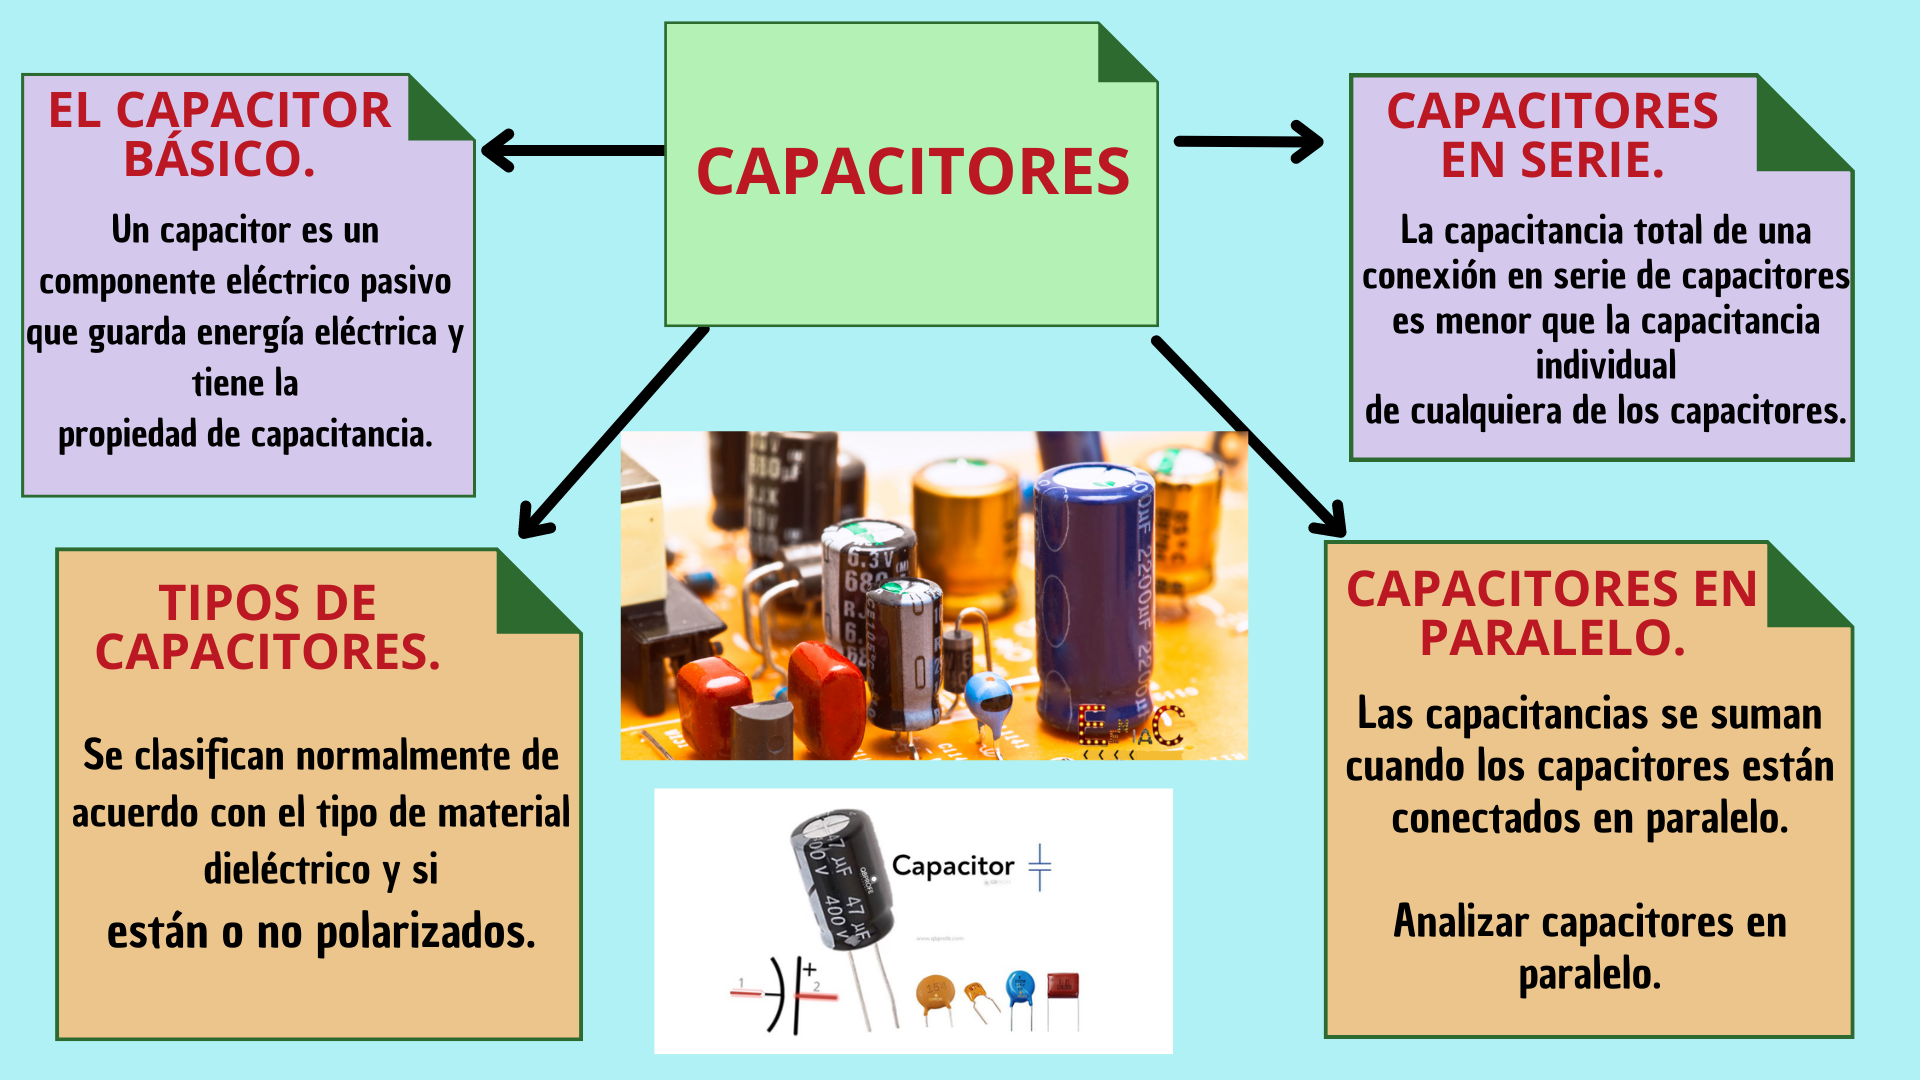 CAPACITORES
EL CAPACITOR
BÁSICO.
Un capacitor es un
componente eléctrico pasivo
que guarda energía eléctrica y
tiene la
propiedad de capacitancia.
CAPACITORES
EN SERIE.
La capacitancia total de una
conexión en serie de capacitores
es menor que la capacitancia
individual
de cualquiera de los capacitores.
TIPOS DE
CAPACITORES.
Se clasifican normalmente de
acuerdo con el tipo de material
dieléctrico y si
están o no polarizados.
CAPACITORES EN
PARALELO.
Las capacitancias se suman
cuando los capacitores están
conectados en paralelo.
Analizar capacitores en
paralelo.
6.3V
2200µF
Capacitor
47 µF
400 V
47 µF
400 V
1
+
2
154